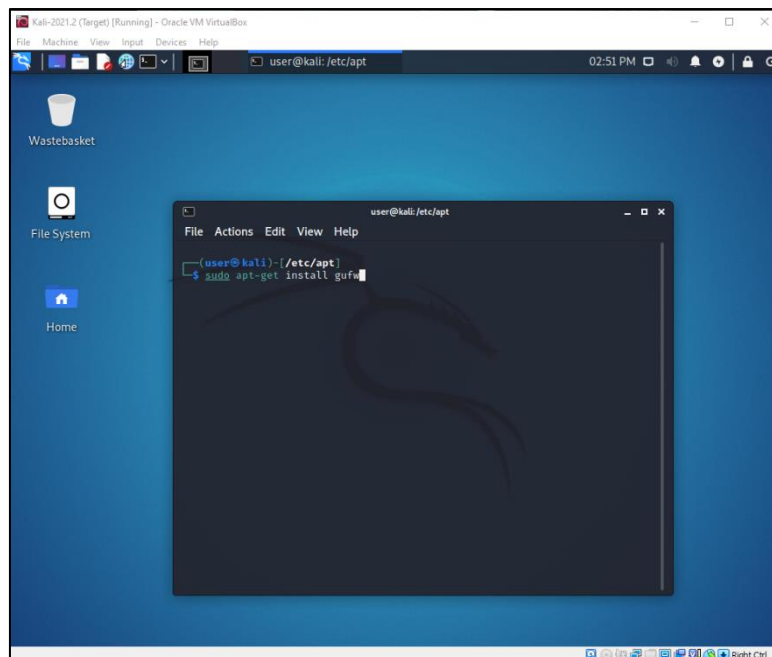 Kali-2021.2 (Target) [Running] - Oracle VM VirtualBox
File Machine View Input Devices Help
user@kali: /etc/apt
02:51 PM
Wastebasket
File System
Home
user@kali: /etc/apt
File Actions Edit View Help
(user㉿kali)-[/etc/apt]
$ sudo apt-get install gufw
Right Ctrl